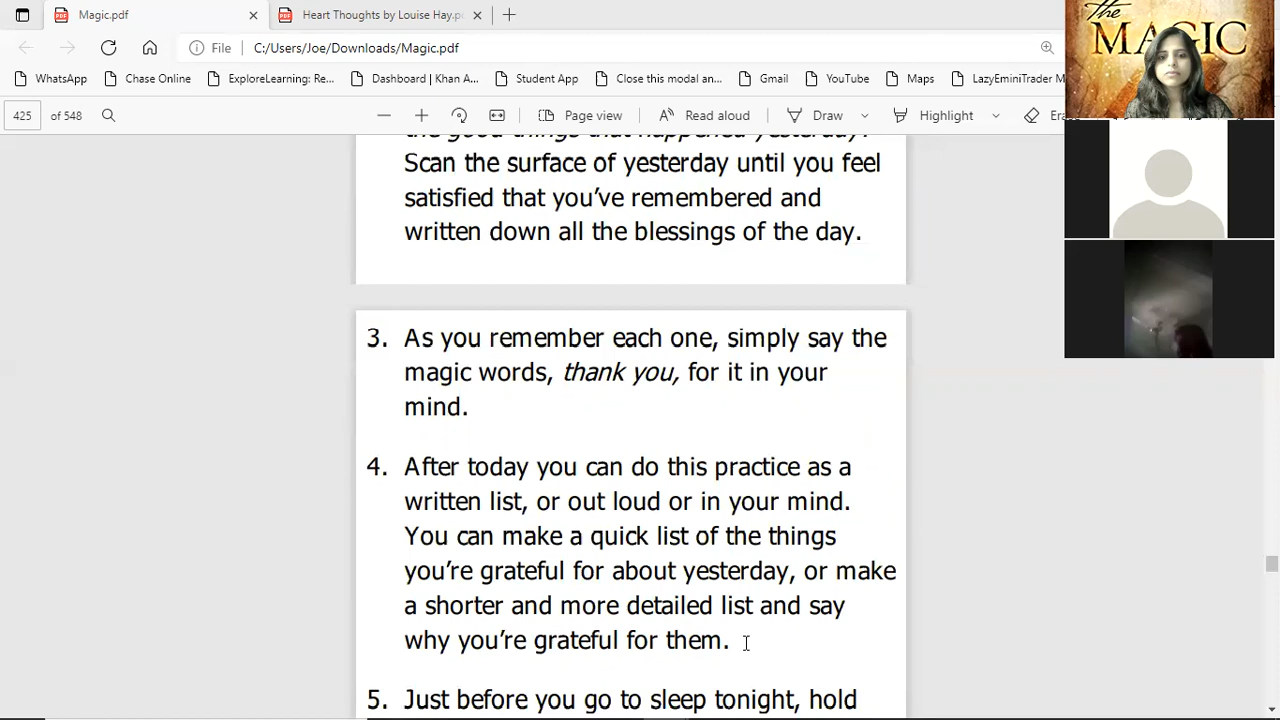 Magic.pdf
Heart Thoughts by Louise Hay.p
File
C:/Users/Joe/Downloads/Magic.pdf
WhatsApp
Chase Online
ExploreLearning: Re...
Dashboard | Khan A...
Student App
Close this modal an...
Gmail
YouTube
Maps
LazyEminiTrader M
425 of 548
Page view
Read aloud
Draw
Highlight
The
MAGIC
the good things that happened yesterday?
Scan the surface of yesterday until you feel
satisfied that you've remembered and
written down all the blessings of the day.
3. As you remember each one, simply say the
magic words, thank you, for it in your
mind.
4. After today you can do this practice as a
written list, or out loud or in your mind.
You can make a quick list of the things
you're grateful for about yesterday, or make
a shorter and more detailed list and say
why you're grateful for them.
5. Just before you go to sleep tonight, hold